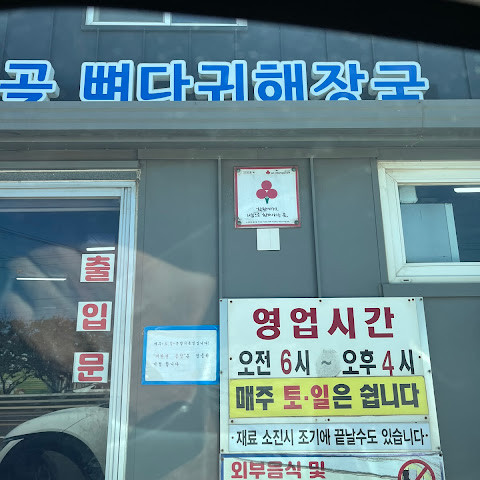 곡 뼈다귀해장국
출입문
영업시간
오전 6시 ~ 오후 4시
매주 토·일은 쉽니다
· 재료 소진시 조기에 끝날수도 있습니다 ·
외부음식 및